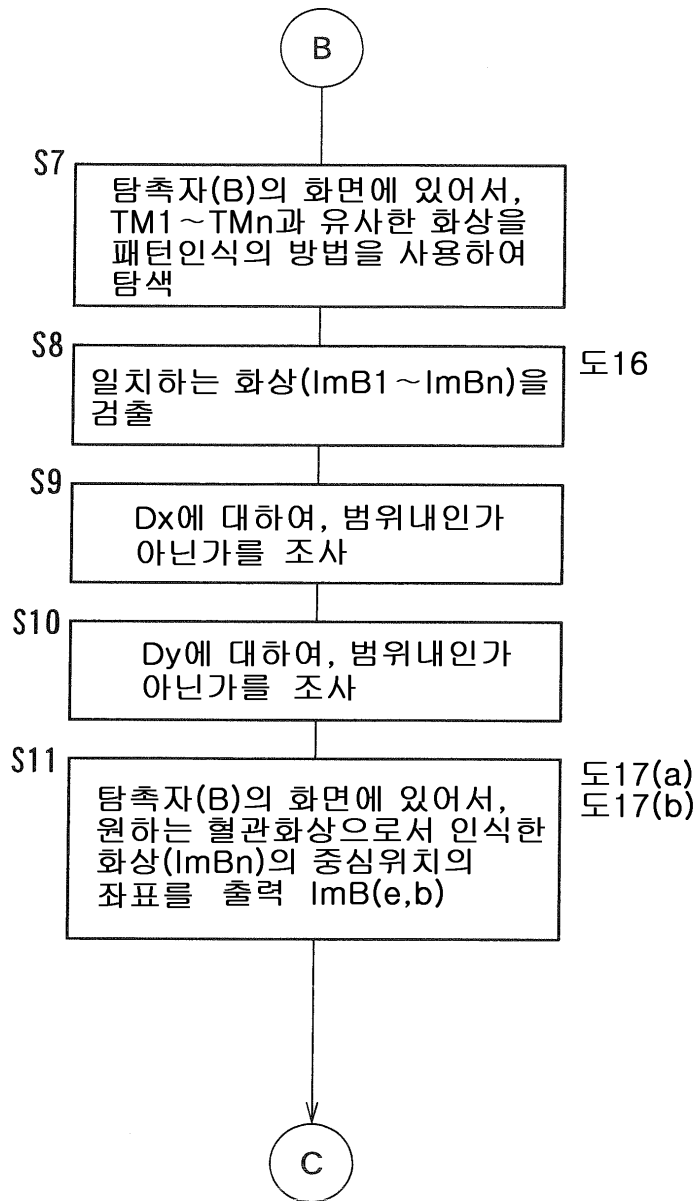 B
S7
탐촉자(B)의 화면에 있어서,
TM1~TMn과 유사한 화상을
패턴인식의 방법을 사용하여
탐색
S8
일치하는 화상(ImB1~ImBn)을
검출
도16
S9
Dx에 대하여, 범위내인가
아닌가를 조사
S10
Dy에 대하여, 범위내인가
아닌가를 조사
S11
탐촉자(B)의 화면에 있어서,
원하는 혈관화상으로서 인식한
화상(ImBn)의 중심위치의
좌표를 출력 ImB(e,b)
도17(a)
도17(b)
C